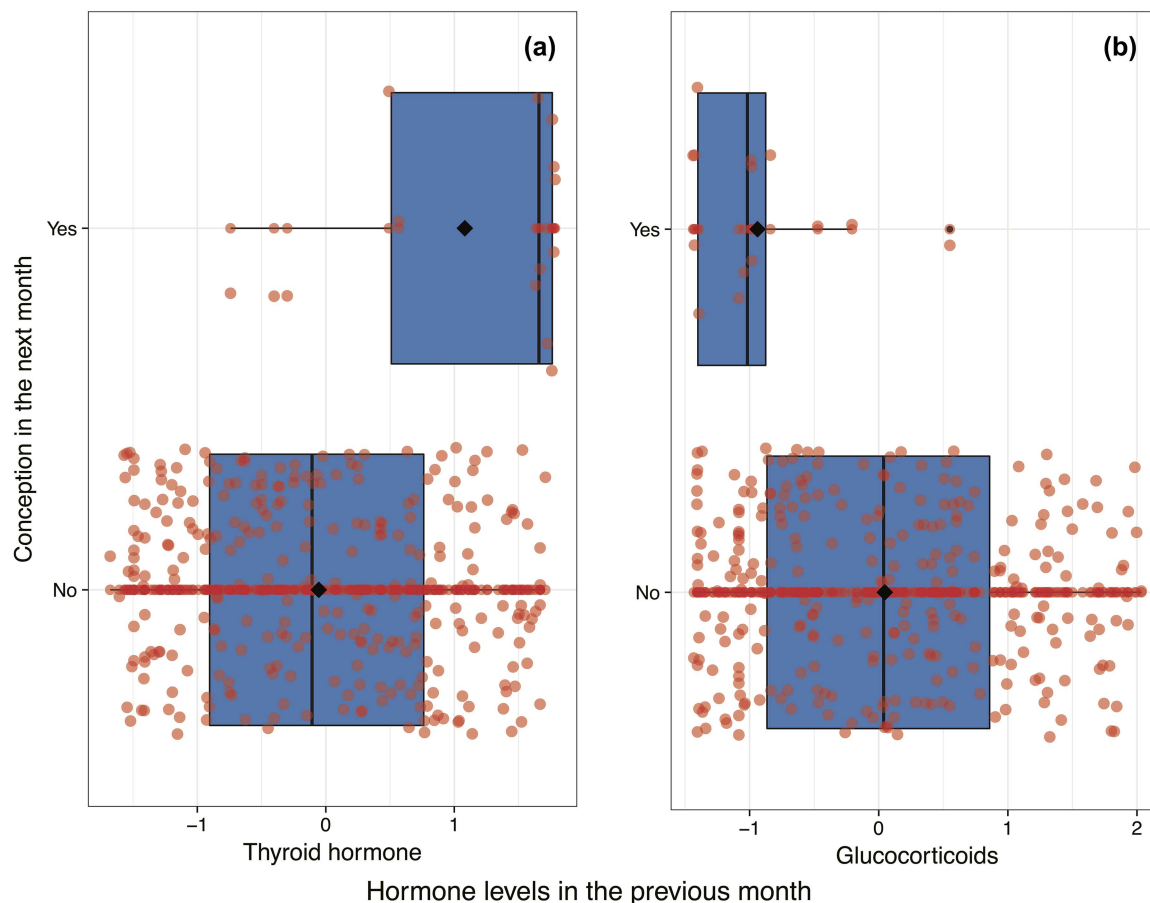 (a)
(b)
Conception in the next month
Yes
No
Yes
No
−1
0
1
−1
0
1
2
Thyroid hormone
Glucocorticoids
Hormone levels in the previous month